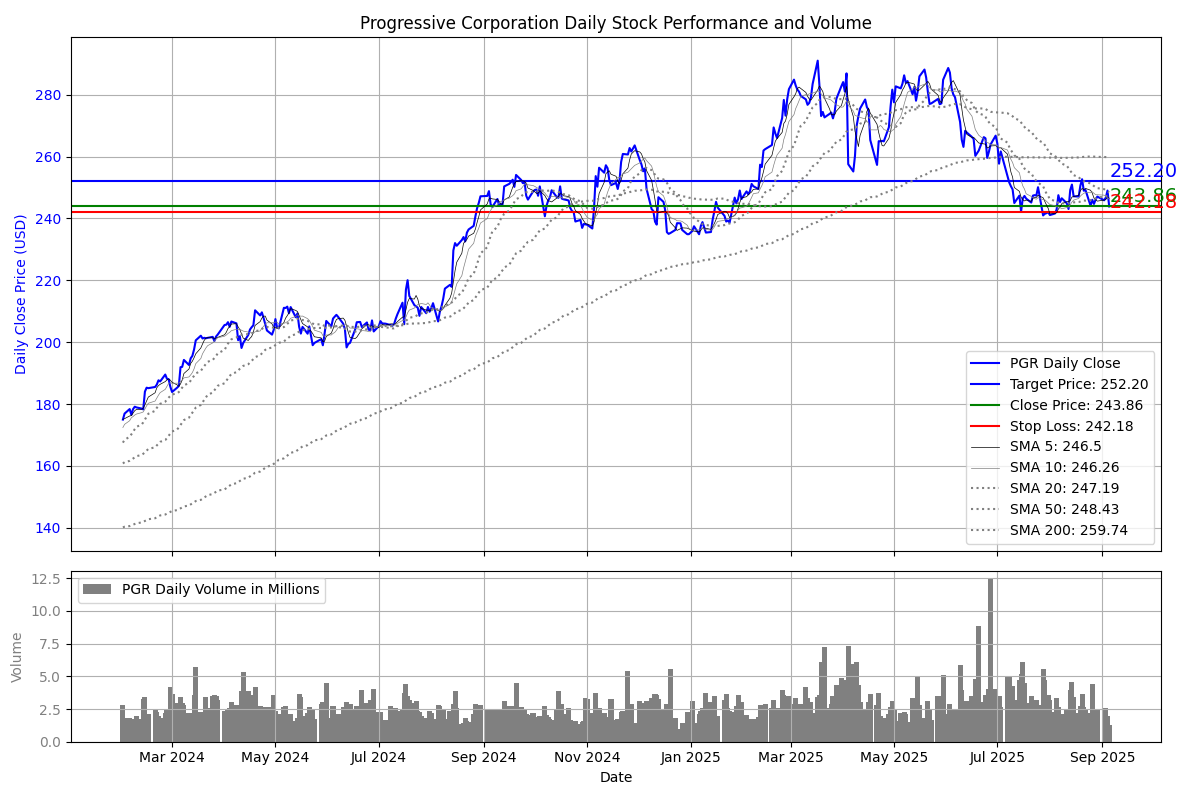 Progressive Corporation Daily Stock Performance and Volume
Daily Close Price (USD)
280
260
240
220
200
180
160
140
252.20
243.86
242.18
PGR Daily Close
Target Price: 252.20
Close Price: 243.86
Stop Loss: 242.18
SMA 5: 246.5
SMA 10: 246.26
SMA 20: 247.19
SMA 50: 248.43
SMA 200: 259.74
Volume
12.5
10.0
7.5
5.0
2.5
0.0
PGR Daily Volume in Millions
Mar 2024 May 2024 Jul 2024 Sep 2024 Nov 2024 Jan 2025 Mar 2025 May 2025 Jul 2025 Sep 2025
Date